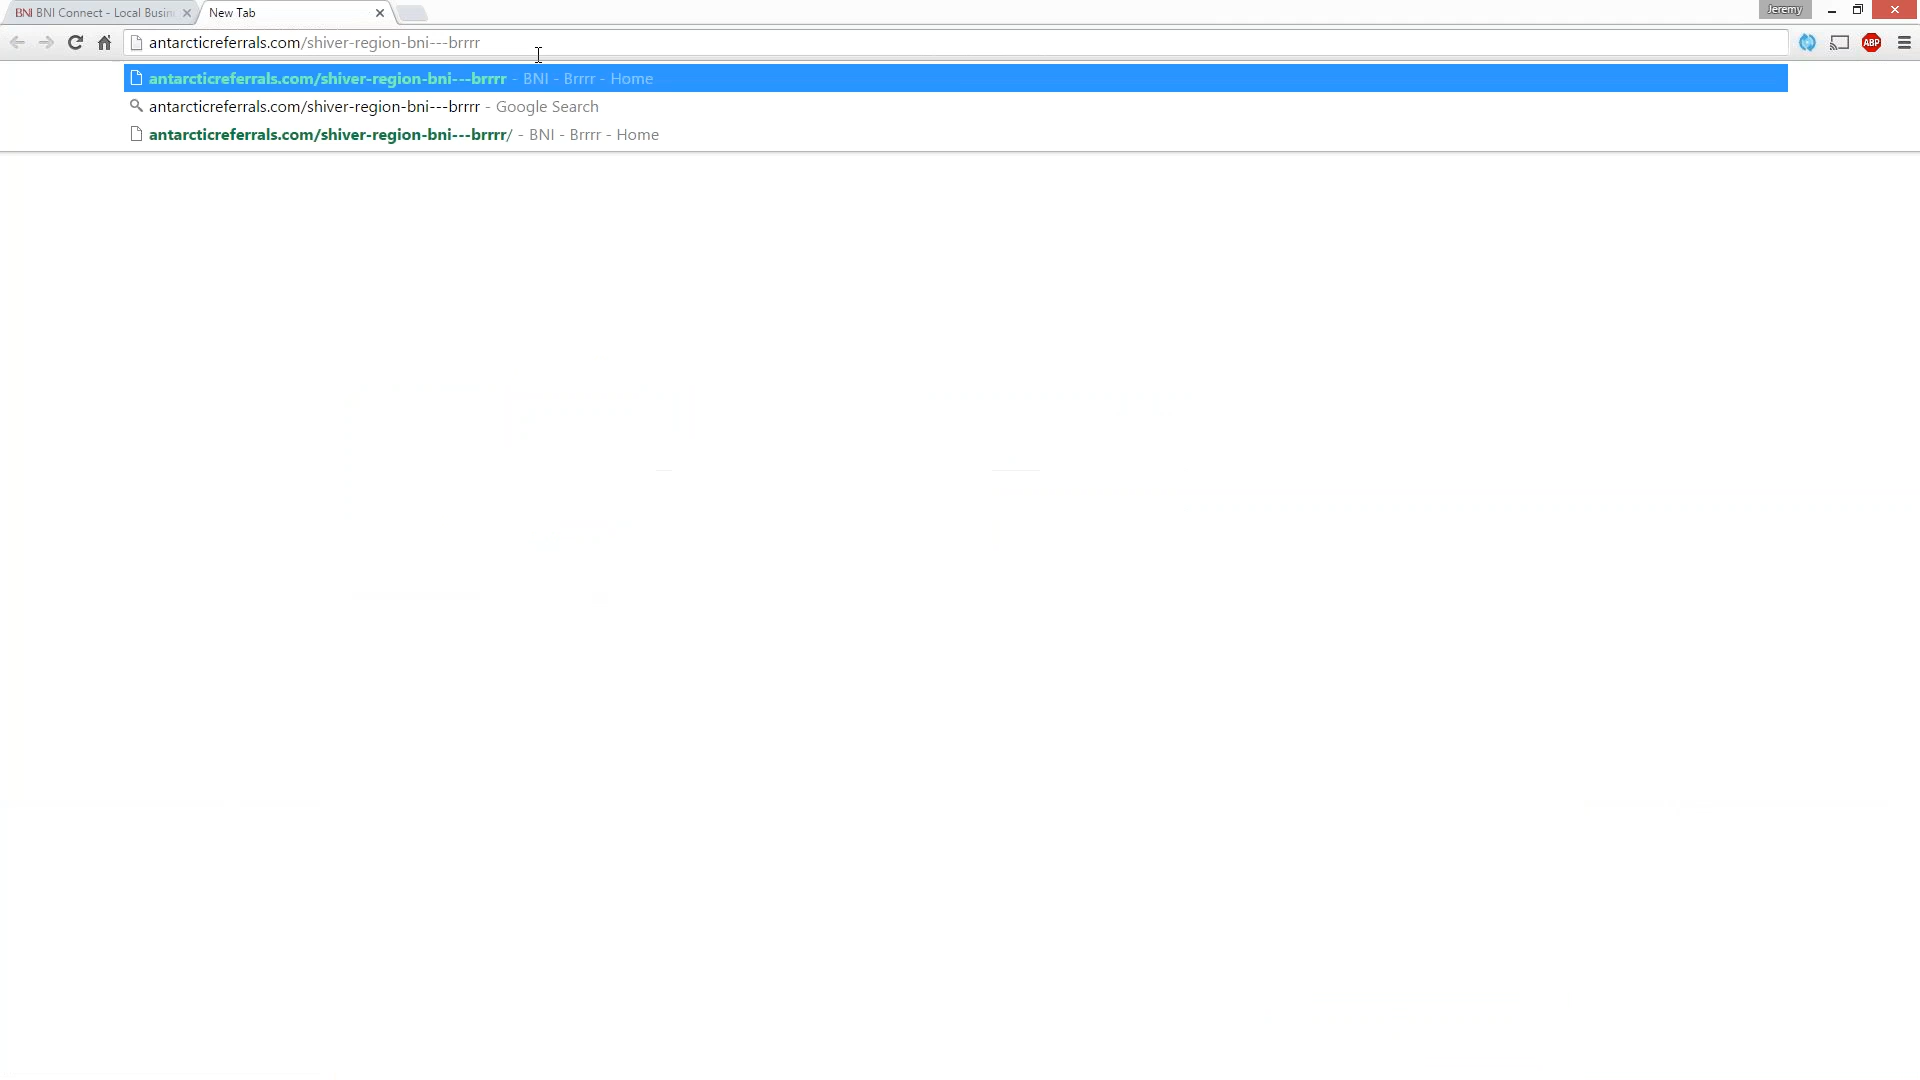 BNI BNI Connect - Local Busin
New Tab
Jeremy
antarcticreferrals.com/shiver-region-bni---brrrr
ABP
antarcticreferrals.com/shiver-region-bni---brrrr - BNI - Brrrr - Home
antarcticreferrals.com/shiver-region-bni---brrrr - Google Search
antarcticreferrals.com/shiver-region-bni---brrrr/ - BNI - Brrrr - Home